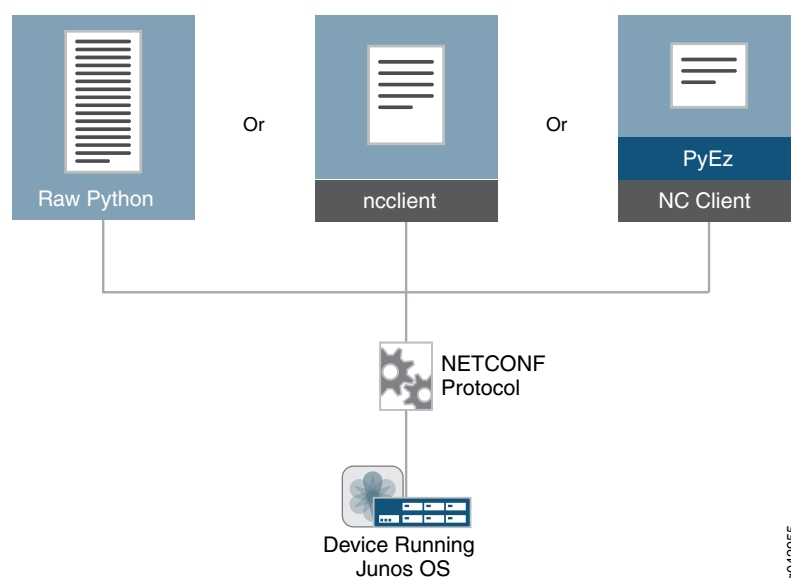 Raw Python
Or
ncclient
Or
PyEz
NC Client
NETCONF
Protocol
Device Running
Junos OS